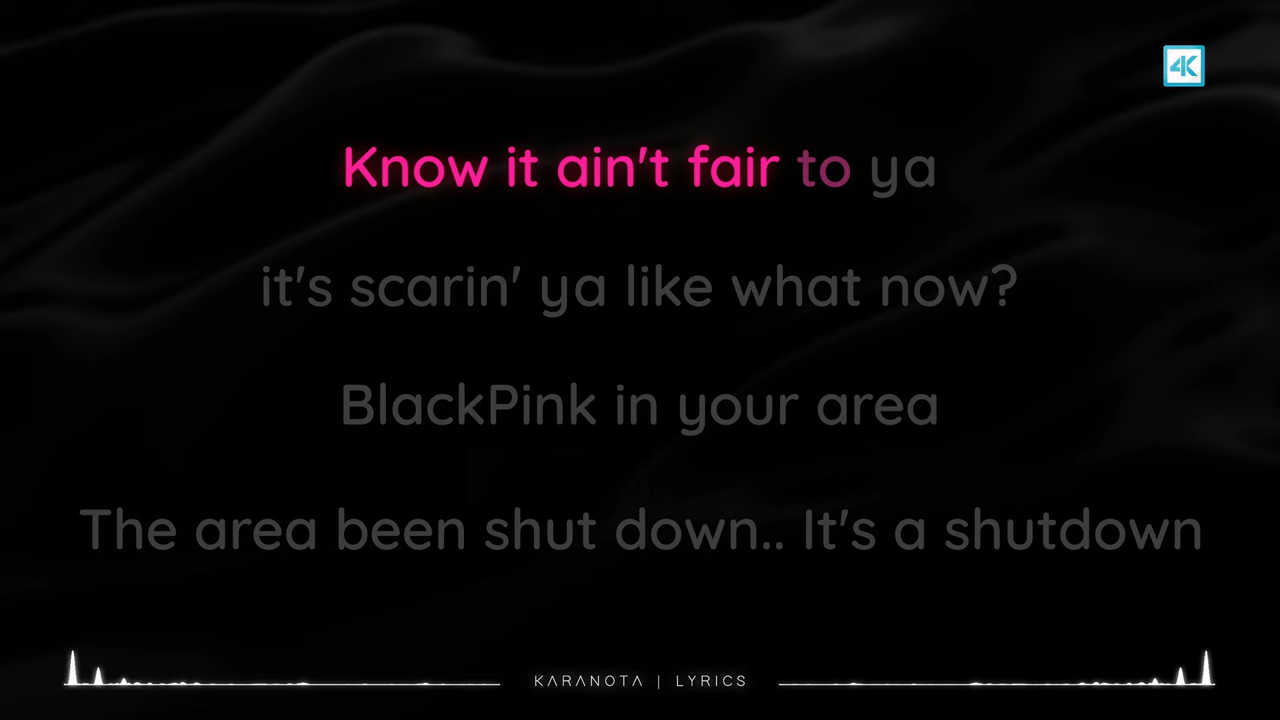 4K
Know it ain't fair to ya
it's scarin' ya like what now?
BlackPink in your area
The area been shut down.. It's a shutdown
KARANOTA | LYRICS